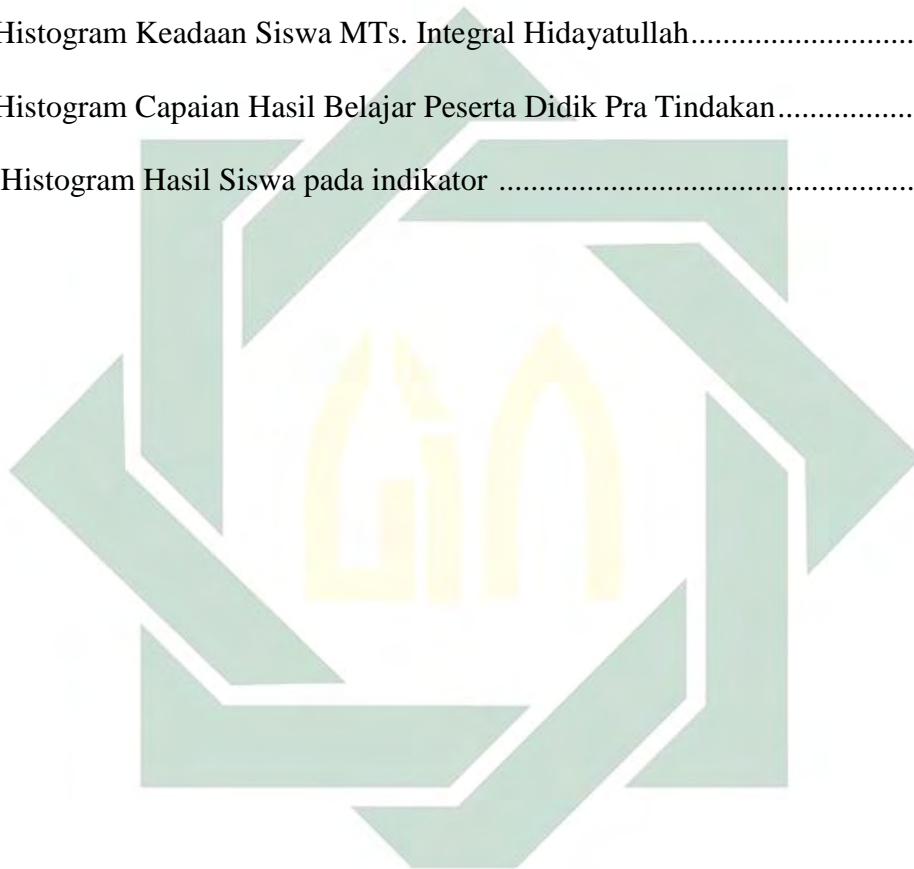 Histogram Keadaan Siswa MTs. Integral Hidayatullah............................
Histogram Capaian Hasil Belajar Peserta Didik Pra Tindakan.................
Histogram Hasil Siswa pada indikator ....................................................